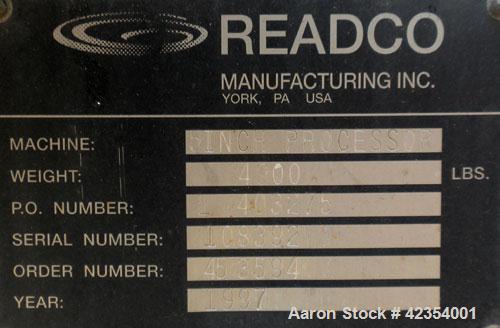 READCO
MANUFACTURING INC.
YORK, PA USA
MACHINE: PROCESSOR
WEIGHT: LBS.
P.O. NUMBER:
SERIAL NUMBER:
ORDER NUMBER:
YEAR: 1997
Aaron Stock # 42354001